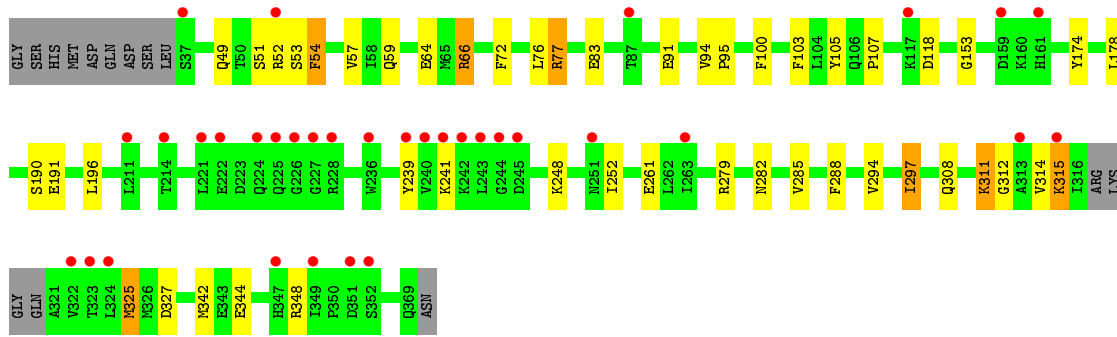 GLY SER HIS MET ASP GLN ASP SER LEU S37 Q49 T50 S51 R52 S53 F54 V57 I58 Q59 E64 M65 R66 F72 L76 R77 E83 T87 E91 V94 P95 F100 F103 L104 Y105 Q106 P107 K117 D118 G153 D159 K160 H161 Y174 L178
S190 E191 L196 L211 T214 L221 E222 D223 Q224 Q225 G226 G227 R228 W236 Y239 V240 K241 K242 L243 G244 D245 K248 N251 I252 E261 L262 I263 R279 N282 V285 F288 V294 I297 Q308 K311 G312 A313 V314 K315 I316 ARG LYS
GLY GLN A321 V322 T323 L324 M325 M326 D327 M342 E343 E344 H347 R348 I349 P350 D351 S352 Q369 ASN